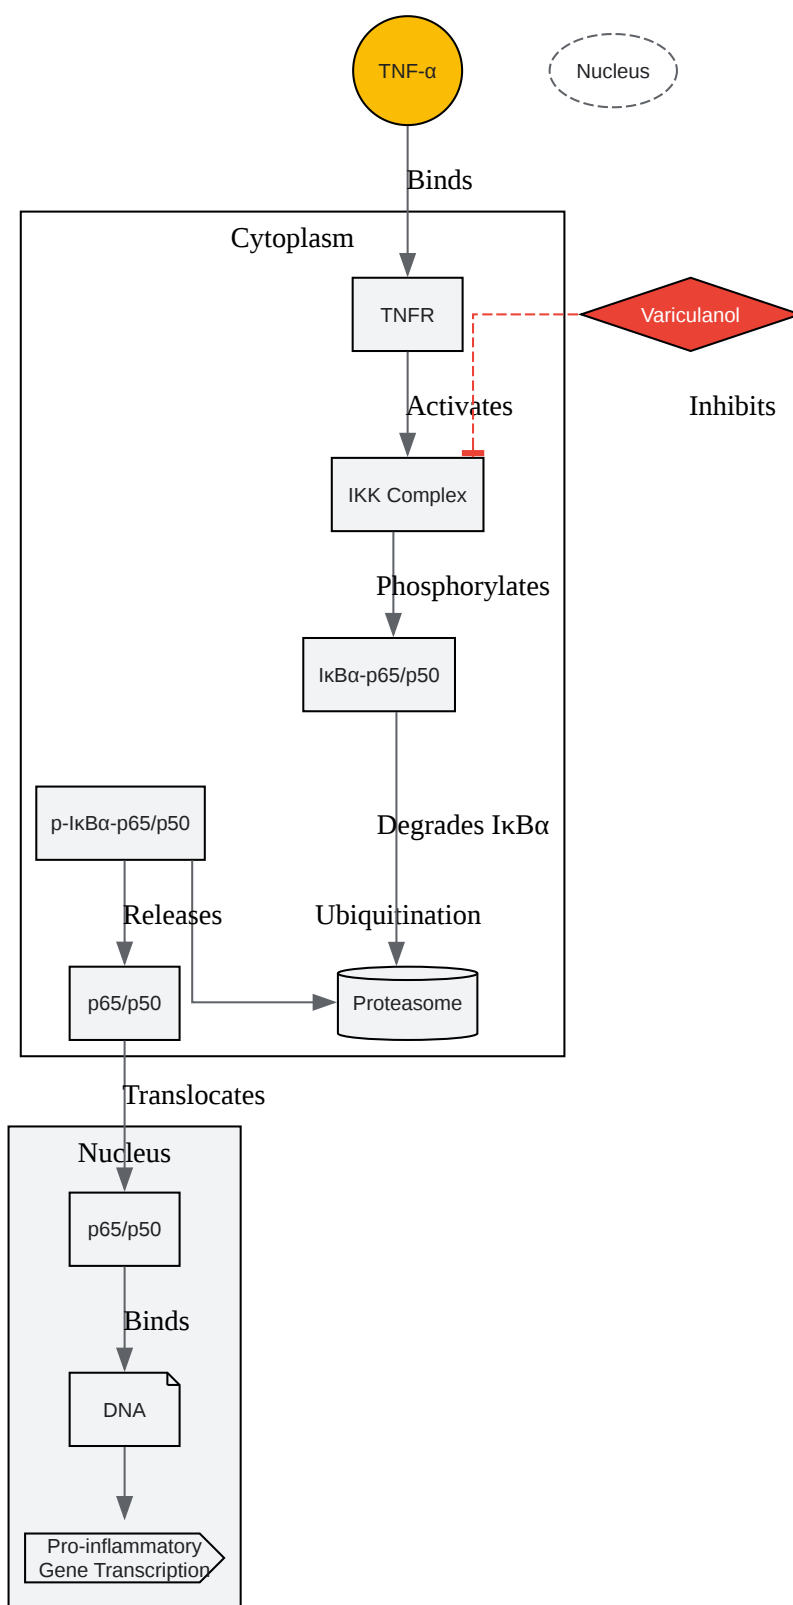 TNF-α
Nucleus
Binds
Cytoplasm
TNFR
Variculanol
Activates
Inhibits
IKK Complex
Phosphorylates
IκBα-p65/p50
p-IκBα-p65/p50
Degrades IκBα
Releases
Ubiquitination
p65/p50
Proteasome
Translocates
Nucleus
p65/p50
Binds
DNA
Pro-inflammatory
Gene Transcription